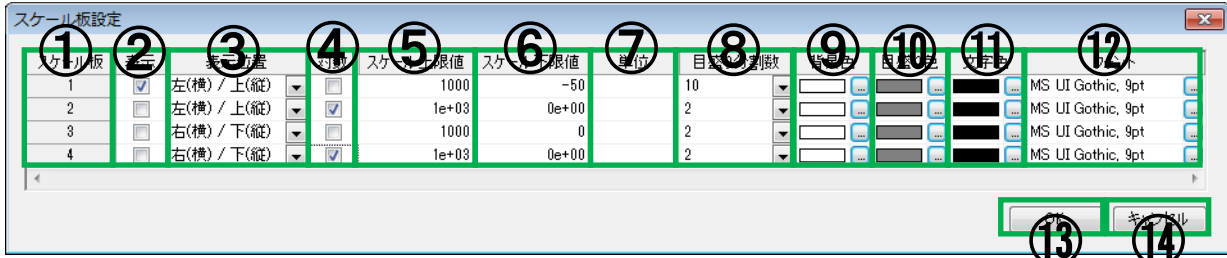 スケール板設定
① ② ③ ④ ⑤ ⑥ ⑦ ⑧ ⑨ ⑩ ⑪ ⑫
スケール板 表示 表示位置 対数 スケール上限値 スケール下限値 単位 目盛り分割数 背景色 目盛り色 文字色 フォント
1 左(横) / 上(縦) 1000 -50 10 ... ... ... MS UI Gothic, 9pt ...
2 左(横) / 上(縦) 1e+03 0e+00 2 ... ... ... MS UI Gothic, 9pt ...
3 右(横) / 下(縦) 1000 0 2 ... ... ... MS UI Gothic, 9pt ...
4 右(横) / 下(縦) 1e+03 0e+00 2 ... ... ... MS UI Gothic, 9pt ...
OK キャンセル
⑬ ⑭